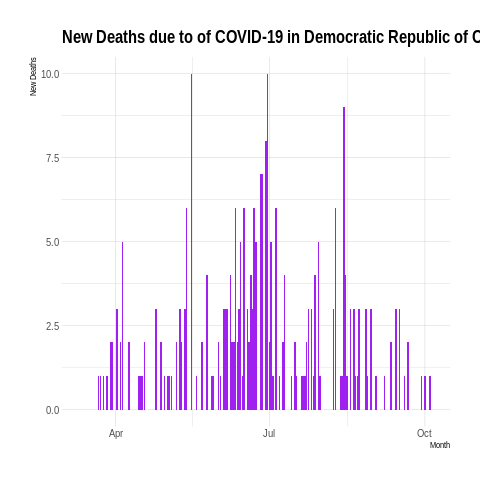 New Deaths due to of COVID-19 in Democratic Republic of C
New Deaths
10.0
7.5
5.0
2.5
0.0
Apr
Jul
Oct
Month